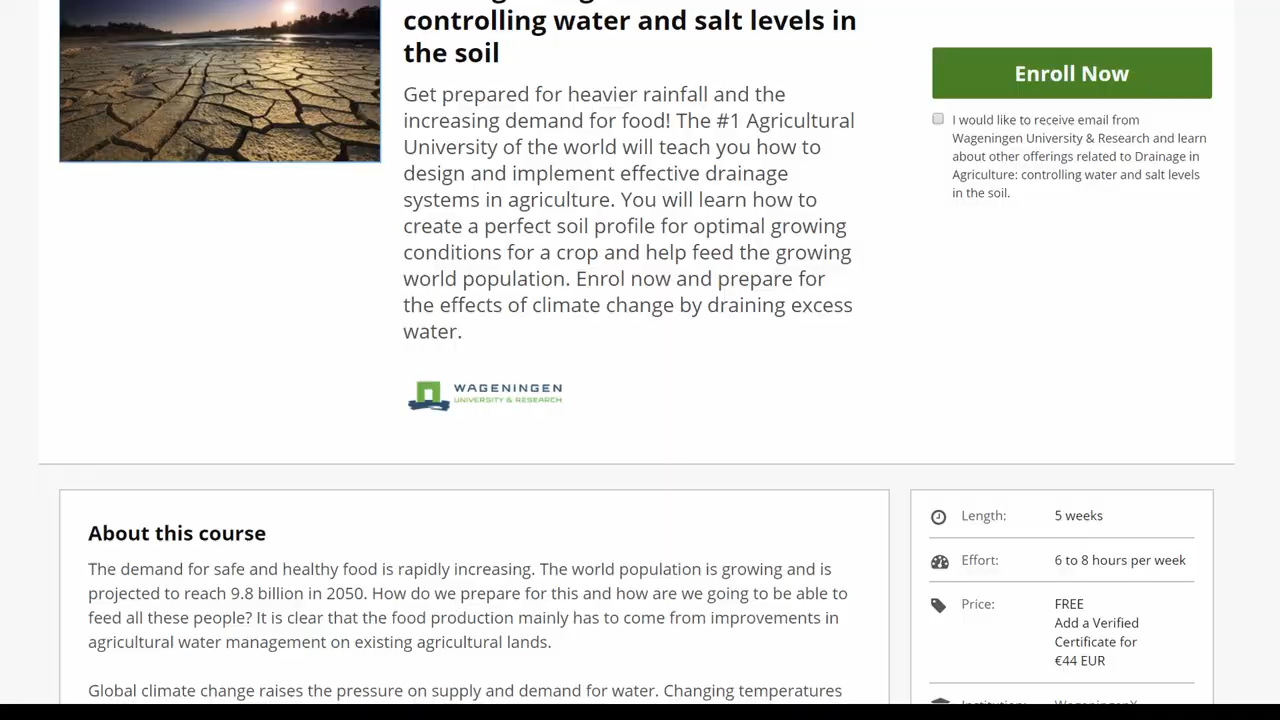 controlling water and salt levels in
the soil
Get prepared for heavier rainfall and the
increasing demand for food! The #1 Agricultural
University of the world will teach you how to
design and implement effective drainage
systems in agriculture. You will learn how to
create a perfect soil profile for optimal growing
conditions for a crop and help feed the growing
world population. Enrol now and prepare for
the effects of climate change by draining excess
water.
WAGENINGEN
UNIVERSITY & RESEARCH
Enroll Now
I would like to receive email from
Wageningen University & Research and learn
about other offerings related to Drainage in
Agriculture: controlling water and salt levels
in the soil.
About this course
The demand for safe and healthy food is rapidly increasing. The world population is growing and is
projected to reach 9.8 billion in 2050. How do we prepare for this and how are we going to be able to
feed all these people? It is clear that the food production mainly has to come from improvements in
agricultural water management on existing agricultural lands.
Global climate change raises the pressure on supply and demand for water. Changing temperatures
Length: 5 weeks
Effort: 6 to 8 hours per week
Price: FREE
Add a Verified
Certificate for
€44 EUR